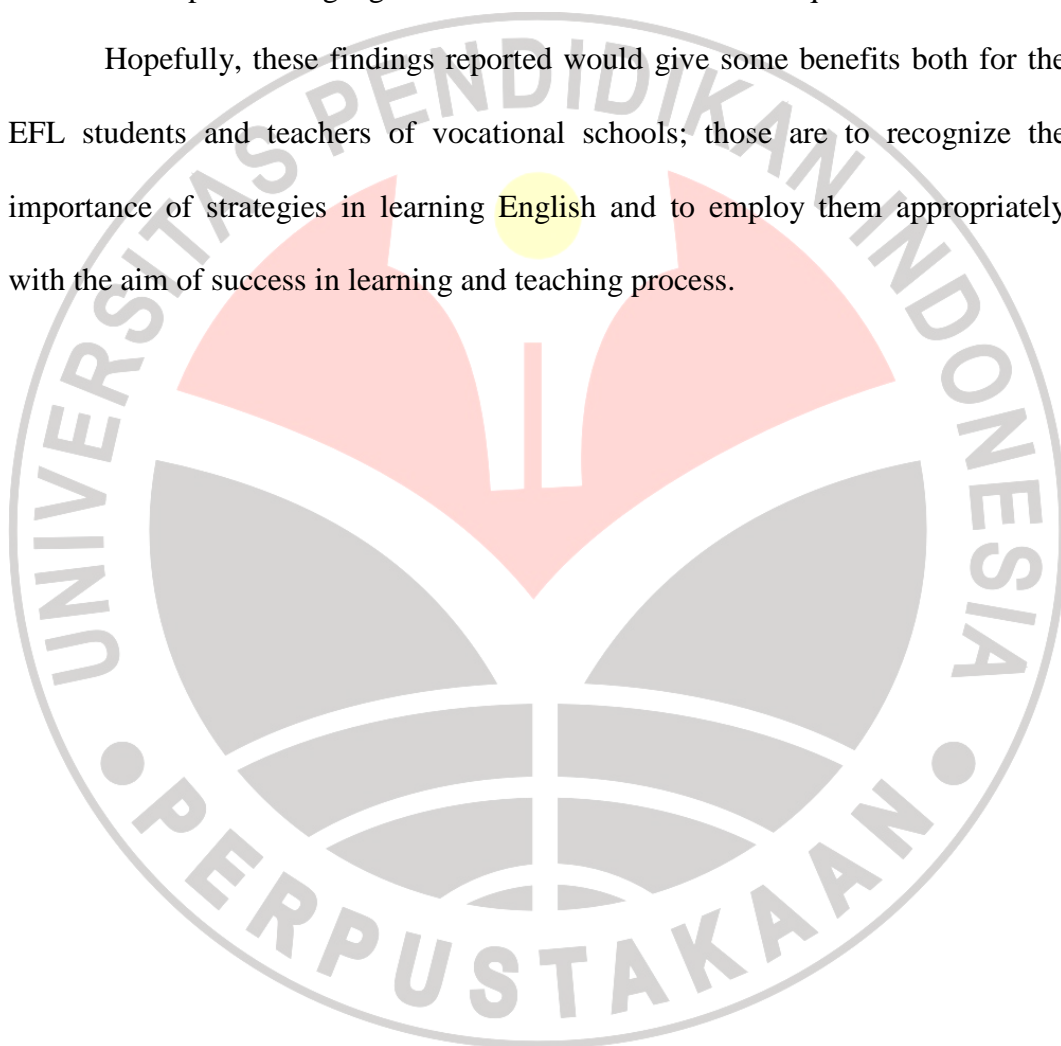 Hopefully, these findings reported would give some benefits both for the
EFL students and teachers of vocational schools; those are to recognize the
importance of strategies in learning English and to employ them appropriately
with the aim of success in learning and teaching process.
UNIVERSITAS PENDIDIKAN INDONESIA
PERPUSTAKAAN